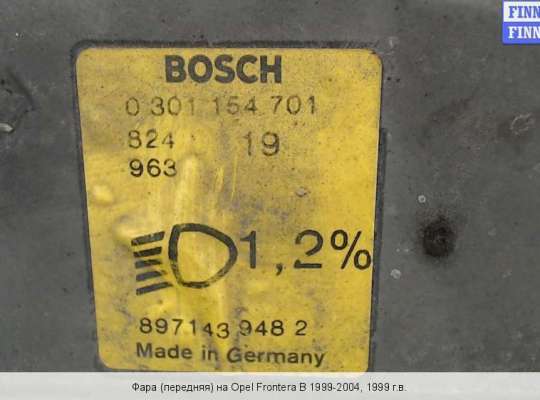 FINN
FINN
BOSCH
0 301 154 701
824 19
963
1,2%
897143 948 2
Made in Germany
Фара (передняя) на Opel Frontera B 1999-2004, 1999 г.в.